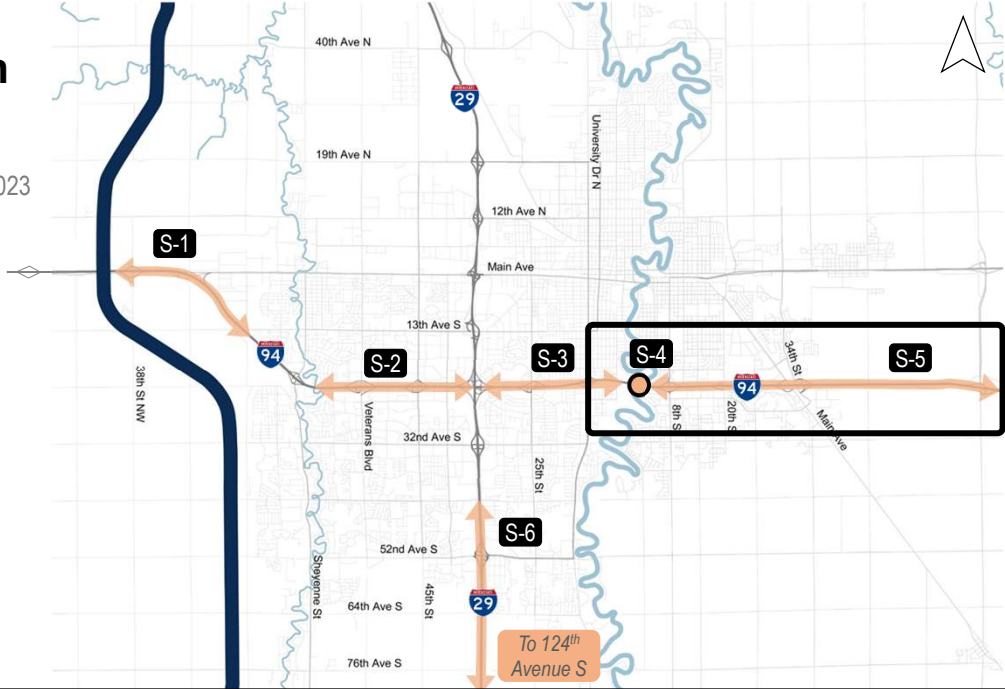 n
40th Ave N
29
University Dr N
19th Ave N
023
12th Ave N
S-1
Main Ave
13th Ave S
94
S-2
S-3
S-4
34th St
S-5
94
38th St NW
Veterans Blvd
8th S
20th S
Main Ave
32nd Ave S
25th St
S-6
52nd Ave S
Sheyenne St
45th St
29
64th Ave S
To 124th
Avenue S
76th Ave S